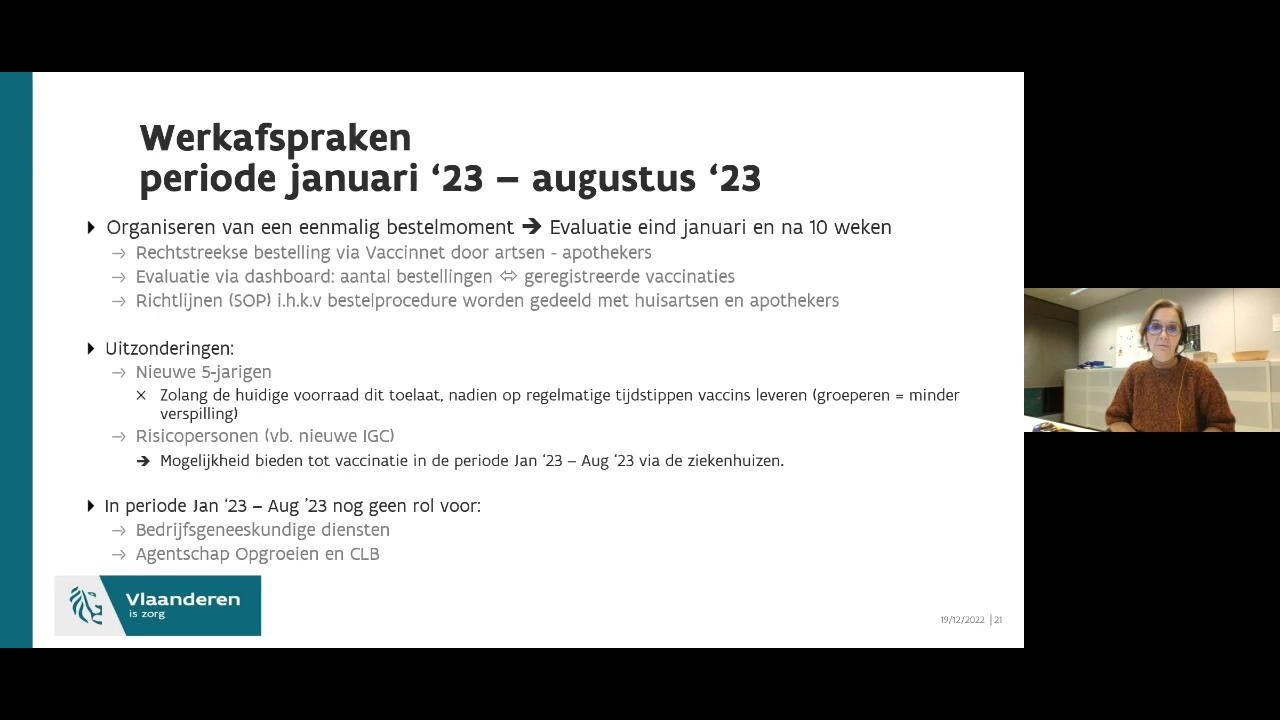 Werkafspraken
periode januari ‘23 – augustus ‘23
Organiseren van een eenmalig bestelmoment ➔ Evaluatie eind januari en na 10 weken
→ Rechtstreekse bestelling via Vaccinnet door artsen - apothekers
→ Evaluatie via dashboard: aantal bestellingen ⇔ geregistreerde vaccinaties
→ Richtlijnen (SOP) i.h.k.v bestelprocedure worden gedeeld met huisartsen en apothekers
Uitzonderingen:
→ Nieuwe 5-jarigen
× Zolang de huidige voorraad dit toelaat, nadien op regelmatige tijdstippen vaccins leveren (groeperen = minder
verspilling)
→ Risicopersonen (vb. nieuwe IGC)
➔ Mogelijkheid bieden tot vaccinatie in de periode Jan ‘23 – Aug ‘23 via de ziekenhuizen.
In periode Jan ‘23 – Aug ’23 nog geen rol voor:
→ Bedrijfsgeneeskundige diensten
→ Agentschap Opgroeien en CLB
Vlaanderen
is zorg
19/12/2022 | 21